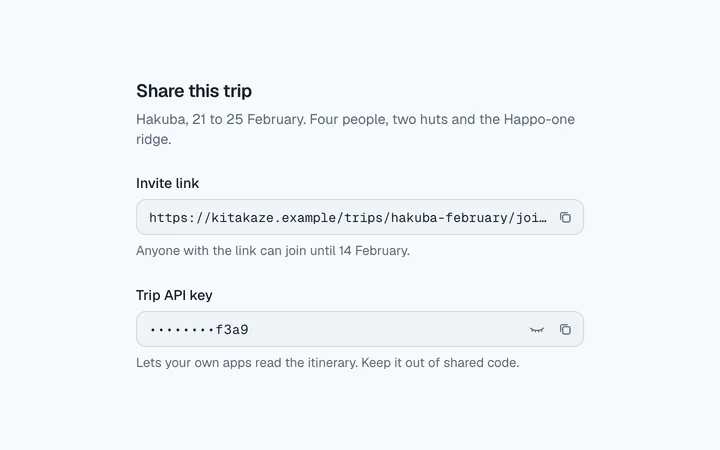 Share this trip
Hakuba, 21 to 25 February. Four people, two huts and the Happo-one
ridge.
Invite link
https://kitakaze.example/trips/hakuba-february/joi…
Anyone with the link can join until 14 February.
Trip API key
••••••••f3a9
Lets your own apps read the itinerary. Keep it out of shared code.